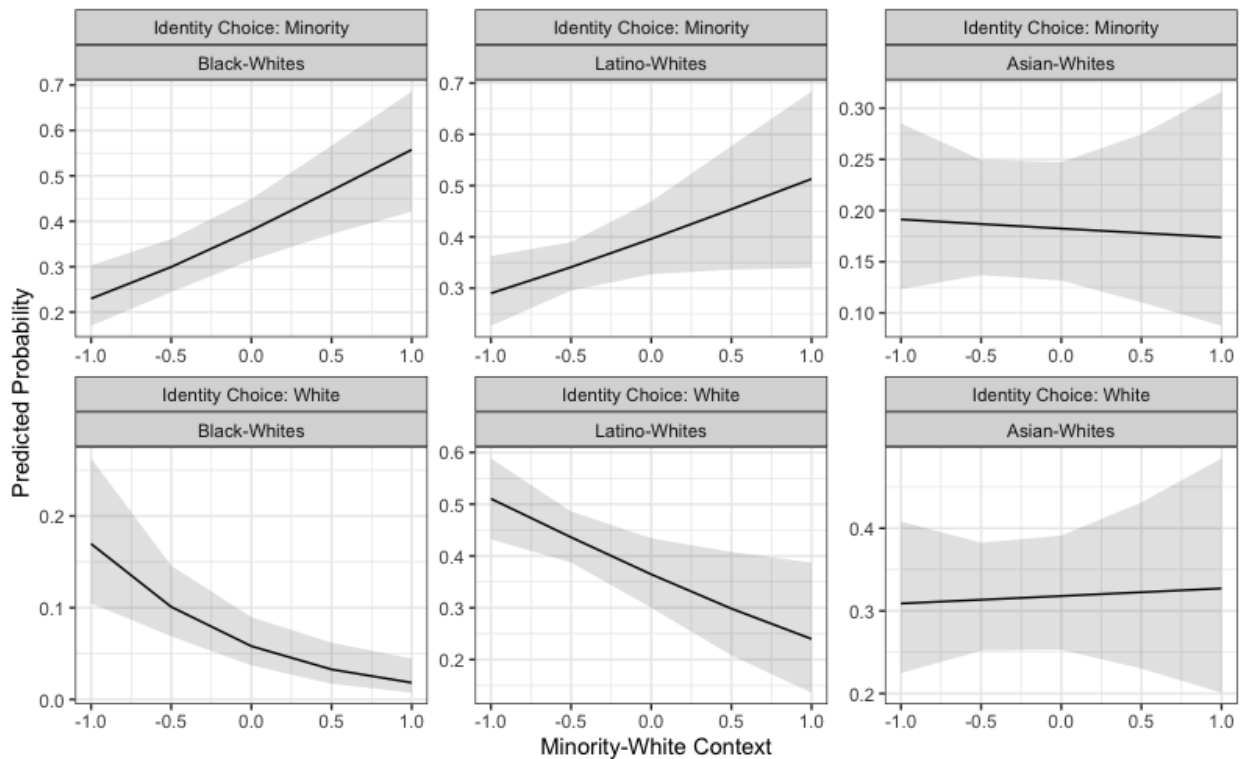 Identity Choice: Minority
Black-Whites
Identity Choice: Minority
Latino-Whites
Identity Choice: Minority
Asian-Whites
0.7
0.6
0.5
0.4
0.3
0.2
-1.0 -0.5 0.0 0.5 1.0
0.7
0.6
0.5
0.4
0.3
-1.0 -0.5 0.0 0.5 1.0
0.30
0.25
0.20
0.15
0.10
-1.0 -0.5 0.0 0.5 1.0
Predicted Probability
Identity Choice: White
Black-Whites
Identity Choice: White
Latino-Whites
Identity Choice: White
Asian-Whites
0.2
0.1
0.0
-1.0 -0.5 0.0 0.5 1.0
0.6
0.5
0.4
0.3
0.2
-1.0 -0.5 0.0 0.5 1.0
0.4
0.3
0.2
-1.0 -0.5 0.0 0.5 1.0
Minority-White Context